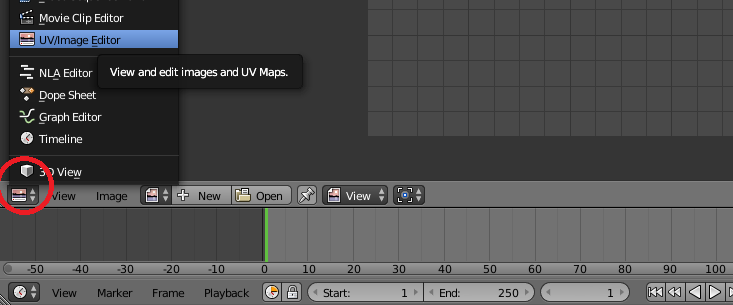 Movie Clip Editor
UV/Image Editor
NLA Editor
View and edit images and UV Maps.
Dope Sheet
Graph Editor
Timeline
3D View
View Image New Open View
-50 -40 -30 -20 -10 0 10 20 30 40 50 60 70 80 90 100
View Marker Frame Playback Start: 1 End: 250 1